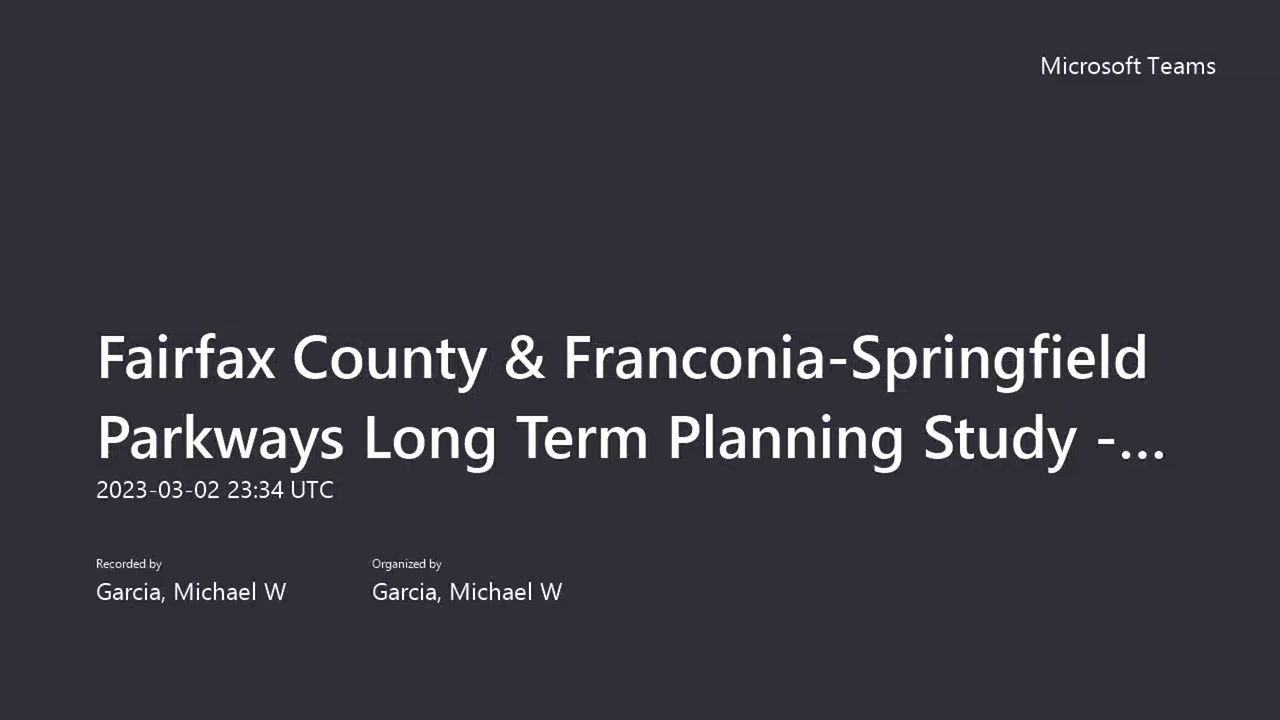 Microsoft Teams
Fairfax County & Franconia-Springfield
Parkways Long Term Planning Study -...
2023-03-02 23:34 UTC
Recorded by
Garcia, Michael W
Organized by
Garcia, Michael W